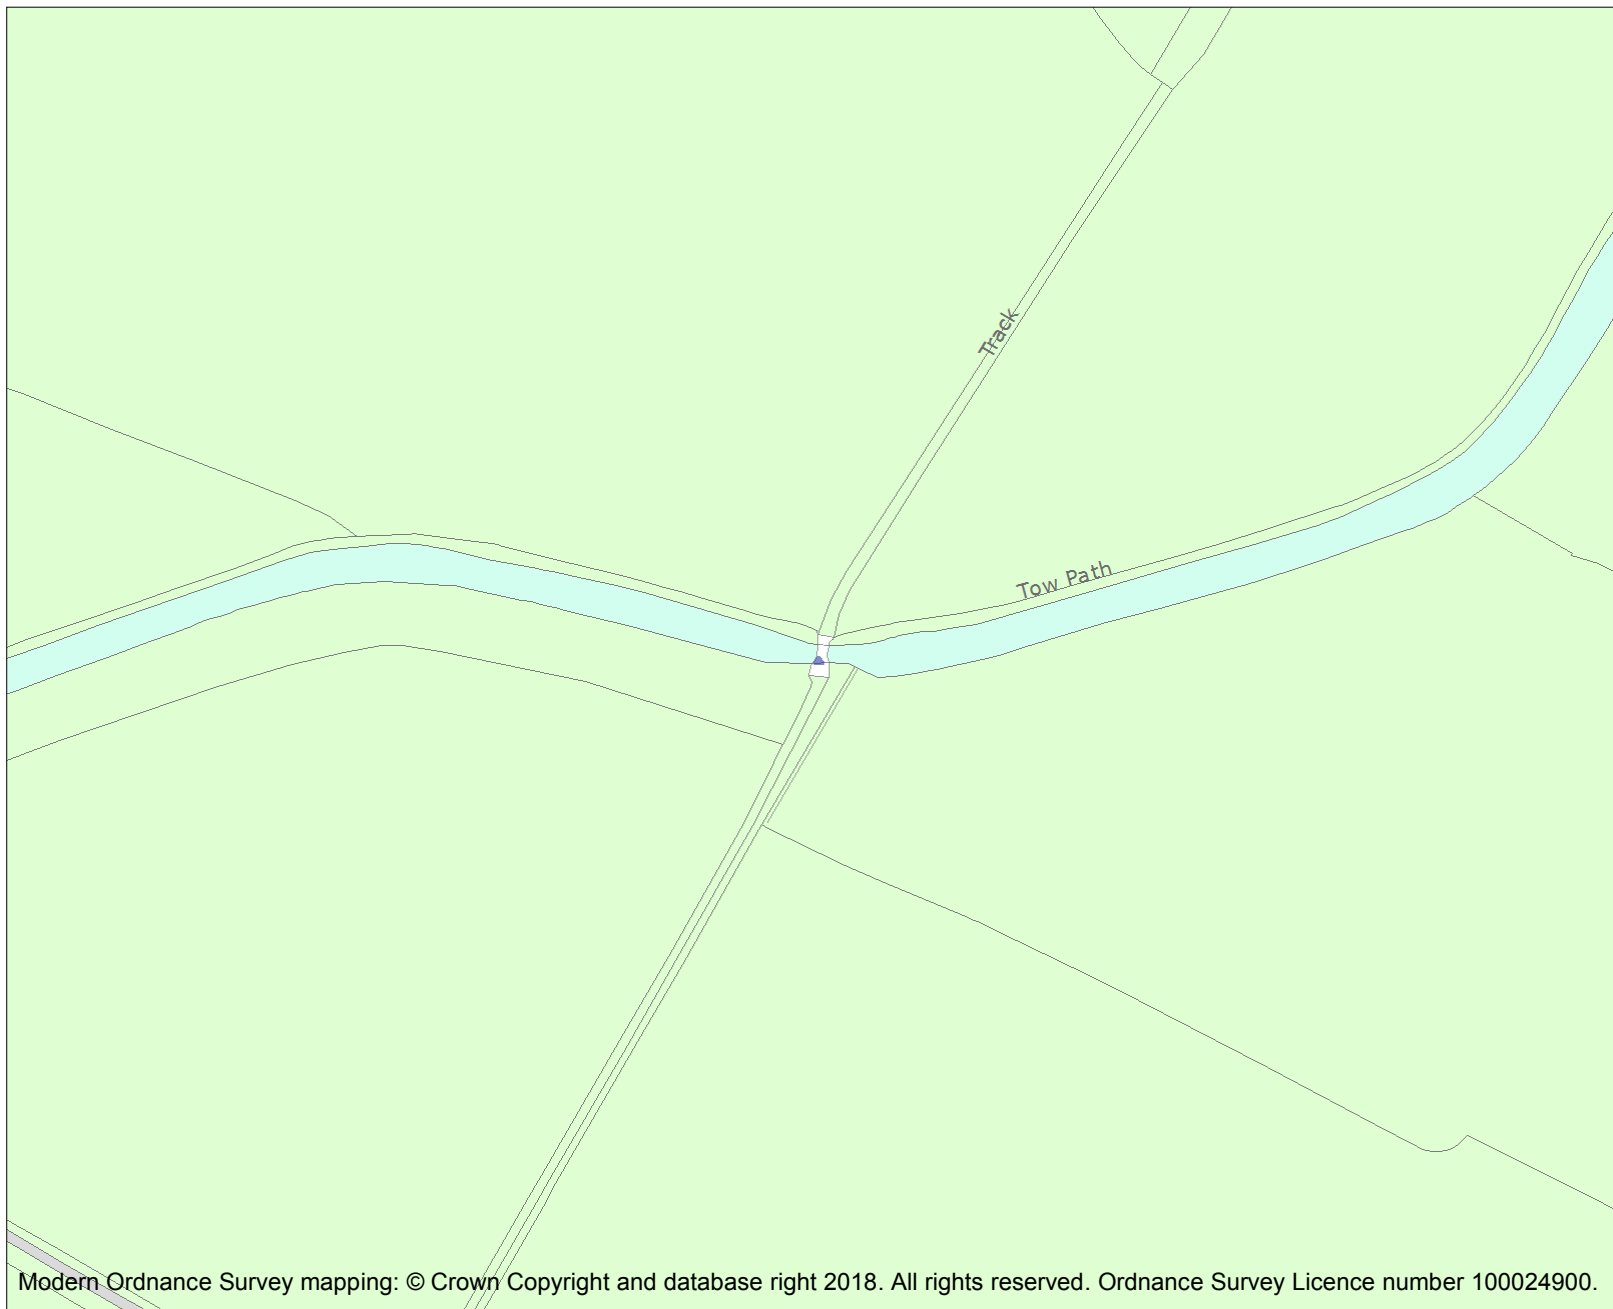 Track
Tow Path
Modern Ordnance Survey mapping: © Crown Copyright and database right 2018. All rights reserved. Ordnance Survey Licence number 100024900.